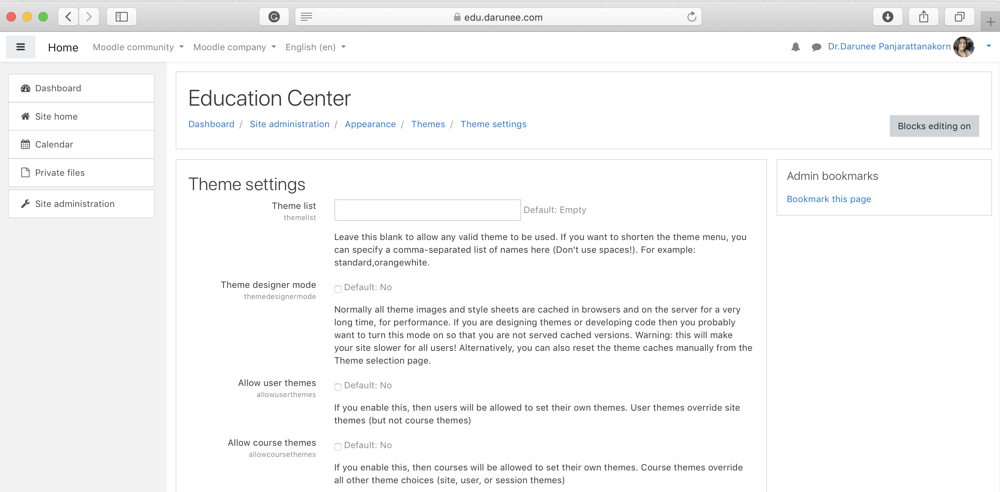 edu.darunee.com
Home Moodle community Moodle company English (en) Dr.Darunee Panjarattanakorn
Dashboard
Site home
Calendar
Private files
Site administration
Education Center
Dashboard / Site administration / Appearance / Themes / Theme settings
Blocks editing on
Theme settings
Theme list
themelist
Default: Empty
Leave this blank to allow any valid theme to be used. If you want to shorten the theme menu, you
can specify a comma-separated list of names here (Don't use spaces!). For example:
standard,orangewhite.
Theme designer mode
themedesignermode
Default: No
Normally all theme images and style sheets are cached in browsers and on the server for a very
long time, for performance. If you are designing themes or developing code then you probably
want to turn this mode on so that you are not served cached versions. Warning: this will make
your site slower for all users! Alternatively, you can also reset the theme caches manually from the
Theme selection page.
Allow user themes
allowuserthemes
Default: No
If you enable this, then users will be allowed to set their own themes. User themes override site
themes (but not course themes)
Allow course themes
allowcoursethemes
Default: No
If you enable this, then courses will be allowed to set their own themes. Course themes override
all other theme choices (site, user, or session themes)
Admin bookmarks
Bookmark this page